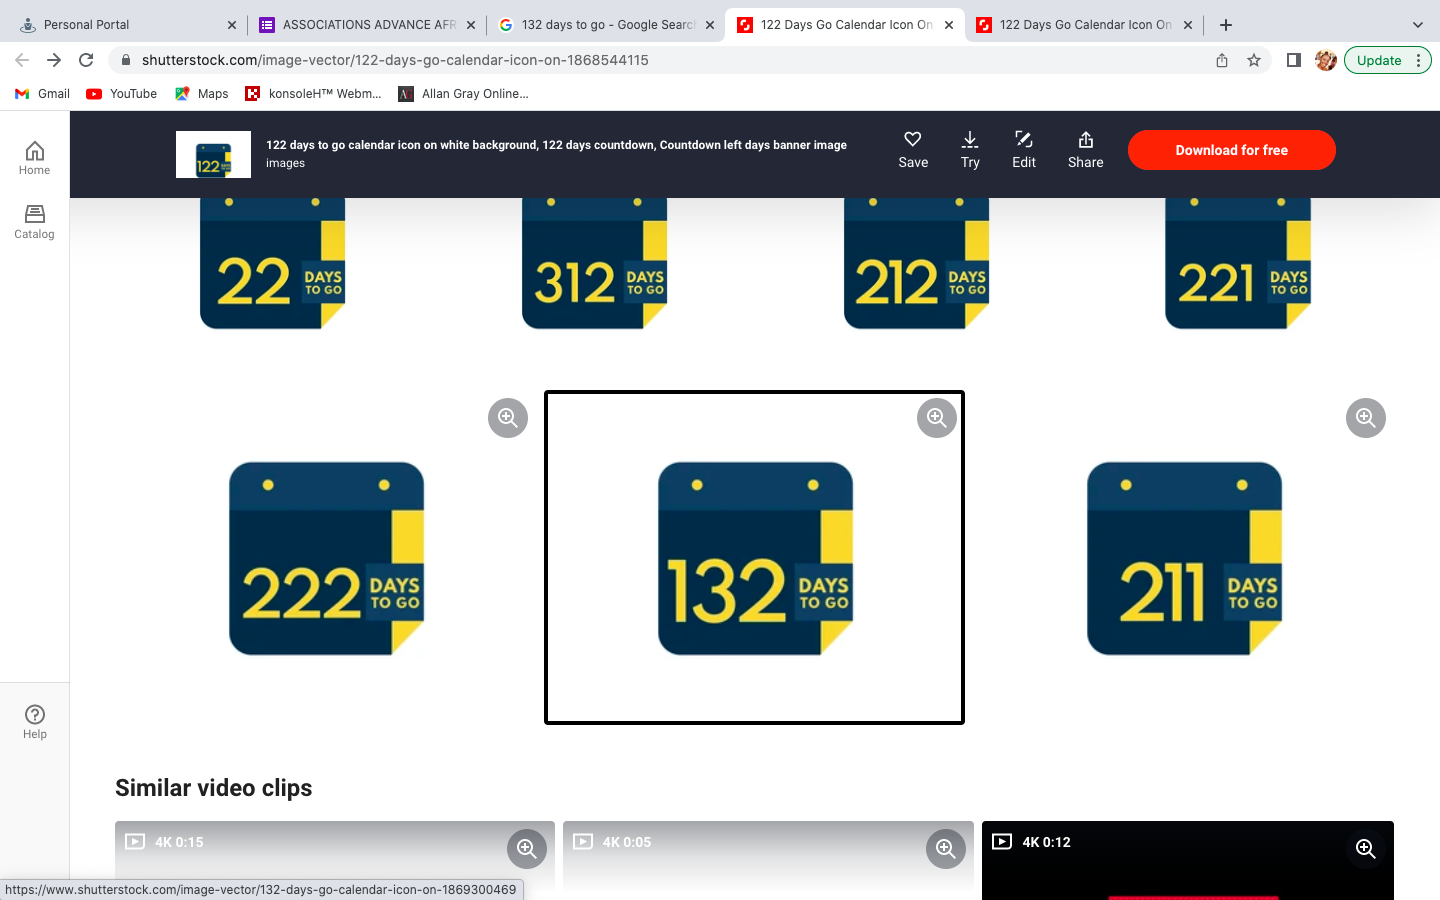 Personal Portal
ASSOCIATIONS ADVANCE AFR
132 days to go - Google Search
122 Days Go Calendar Icon On
122 Days Go Calendar Icon On
shutterstock.com/image-vector/122-days-go-calendar-icon-on-1868544115
Update
Gmail
YouTube
Maps
konsoleH™ Webm...
Allan Gray Online...
Home
Catalog
Help
122
122 days to go calendar icon on white background, 122 days countdown, Countdown left days banner image
images
Save
Try
Edit
Share
Download for free
22 DAYS
TO GO
312 DAYS
TO GO
212 DAYS
TO GO
221 DAYS
TO GO
222 DAYS
TO GO
132 DAYS
TO GO
211 DAYS
TO GO
Similar video clips
4K 0:15
4K 0:05
4K 0:12
https://www.shutterstock.com/image-vector/132-days-go-calendar-icon-on-1869300469